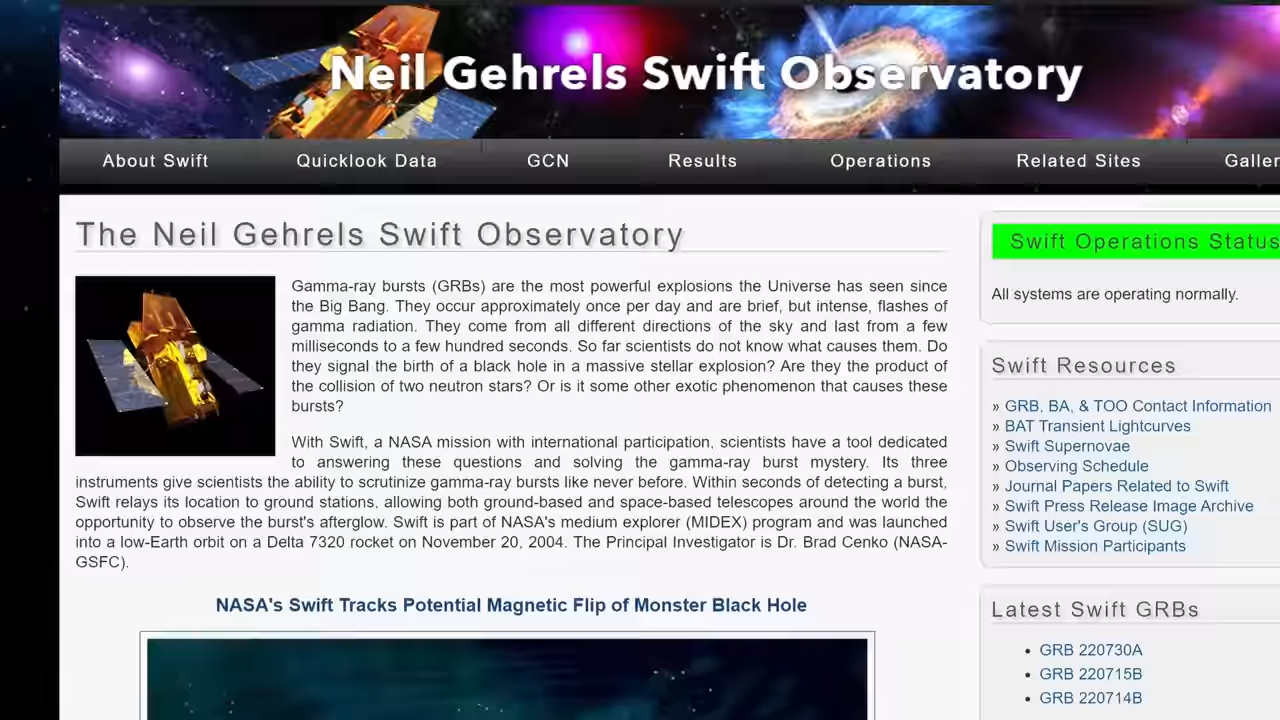 Neil Gehrels Swift Observatory
About Swift Quicklook Data GCN Results Operations Related Sites Galler
The Neil Gehrels Swift Observatory
Gamma-ray bursts (GRBs) are the most powerful explosions the Universe has seen since
the Big Bang. They occur approximately once per day and are brief, but intense, flashes of
gamma radiation. They come from all different directions of the sky and last from a few
milliseconds to a few hundred seconds. So far scientists do not know what causes them. Do
they signal the birth of a black hole in a massive stellar explosion? Are they the product of
the collision of two neutron stars? Or is it some other exotic phenomenon that causes these
bursts?
With Swift, a NASA mission with international participation, scientists have a tool dedicated
to answering these questions and solving the gamma-ray burst mystery. Its three
instruments give scientists the ability to scrutinize gamma-ray bursts like never before. Within seconds of detecting a burst,
Swift relays its location to ground stations, allowing both ground-based and space-based telescopes around the world the
opportunity to observe the burst's afterglow. Swift is part of NASA's medium explorer (MIDEX) program and was launched
into a low-Earth orbit on a Delta 7320 rocket on November 20, 2004. The Principal Investigator is Dr. Brad Cenko (NASA-
GSFC).
NASA's Swift Tracks Potential Magnetic Flip of Monster Black Hole
Swift Operations Status
All systems are operating normally.
Swift Resources
» GRB, BA, & TOO Contact Information
» BAT Transient Lightcurves
» Swift Supernovae
» Observing Schedule
» Journal Papers Related to Swift
» Swift Press Release Image Archive
» Swift User's Group (SUG)
» Swift Mission Participants
Latest Swift GRBs
• GRB 220730A
• GRB 220715B
• GRB 220714B